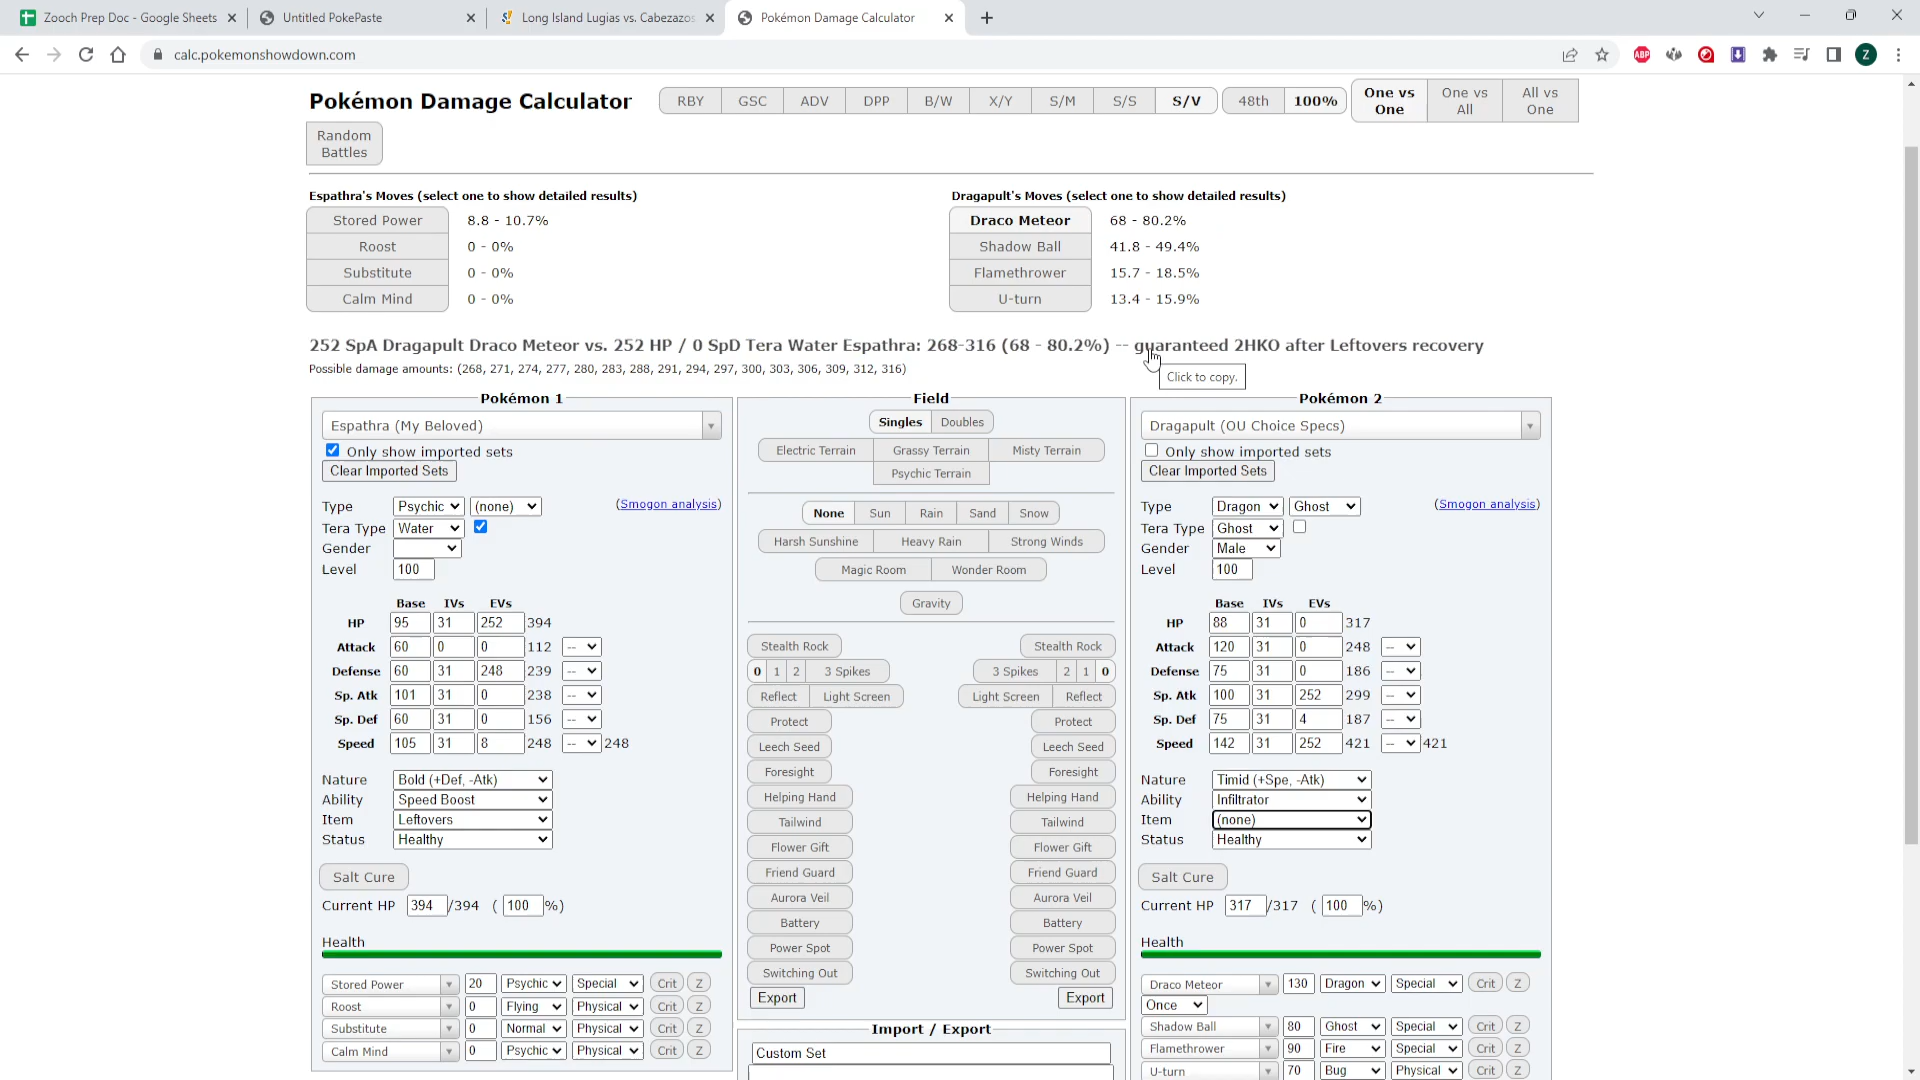 Zooch Prep Doc - Google Sheets
Untitled PokePaste
Long Island Lugias vs. Cabezazos
Pokémon Damage Calculator
calc.pokemonshowdown.com
ABP
Z
Pokémon Damage Calculator
RBY GSC ADV DPP B/W X/Y S/M S/S S/V
48th 100%
One vs One
One vs All
All vs One
Random Battles
Espathra's Moves (select one to show detailed results)
Stored Power 8.8 - 10.7%
Roost 0 - 0%
Substitute 0 - 0%
Calm Mind 0 - 0%
Dragapult's Moves (select one to show detailed results)
Draco Meteor 68 - 80.2%
Shadow Ball 41.8 - 49.4%
Flamethrower 15.7 - 18.5%
U-turn 13.4 - 15.9%
252 SpA Dragapult Draco Meteor vs. 252 HP / 0 SpD Tera Water Espathra: 268-316 (68 - 80.2%) -- guaranteed 2HKO after Leftovers recovery
Possible damage amounts: (268, 271, 274, 277, 280, 283, 288, 291, 294, 297, 300, 303, 306, 309, 312, 316)
Click to copy.
Pokémon 1
Espathra (My Beloved)
Only show imported sets
Clear Imported Sets
Type Psychic (none) (Smogon analysis)
Tera Type Water
Gender
Level 100
Base IVs EVs
HP 95 31 252 394
Attack 60 0 0 112 --
Defense 60 31 248 239 --
Sp. Atk 101 31 0 238 --
Sp. Def 60 31 0 156 --
Speed 105 31 8 248 -- 248
Nature Bold (+Def, -Atk)
Ability Speed Boost
Item Leftovers
Status Healthy
Salt Cure
Current HP 394 /394 ( 100 %)
Health
Stored Power 20 Psychic Special Crit Z
Roost 0 Flying Physical Crit Z
Substitute 0 Normal Physical Crit Z
Calm Mind 0 Psychic Physical Crit Z
Field
Singles Doubles
Electric Terrain Grassy Terrain Misty Terrain
Psychic Terrain
None Sun Rain Sand Snow
Harsh Sunshine Heavy Rain Strong Winds
Magic Room Wonder Room
Gravity
Stealth Rock Stealth Rock
0 1 2 3 Spikes 3 Spikes 2 1 0
Reflect Light Screen Light Screen Reflect
Protect Protect
Leech Seed Leech Seed
Foresight Foresight
Helping Hand Helping Hand
Tailwind Tailwind
Flower Gift Flower Gift
Friend Guard Friend Guard
Aurora Veil Aurora Veil
Battery Battery
Power Spot Power Spot
Switching Out Switching Out
Export Export
Import / Export
Custom Set
Pokémon 2
Dragapult (OU Choice Specs)
Only show imported sets
Clear Imported Sets
Type Dragon Ghost (Smogon analysis)
Tera Type Ghost
Gender Male
Level 100
Base IVs EVs
HP 88 31 0 317
Attack 120 31 0 248 --
Defense 75 31 0 186 --
Sp. Atk 100 31 252 299 --
Sp. Def 75 31 4 187 --
Speed 142 31 252 421 -- 421
Nature Timid (+Spe, -Atk)
Ability Infiltrator
Item (none)
Status Healthy
Salt Cure
Current HP 317 /317 ( 100 %)
Health
Draco Meteor 130 Dragon Special Crit Z
Once
Shadow Ball 80 Ghost Special Crit Z
Flamethrower 90 Fire Special Crit Z
U-turn 70 Bug Physical Crit Z